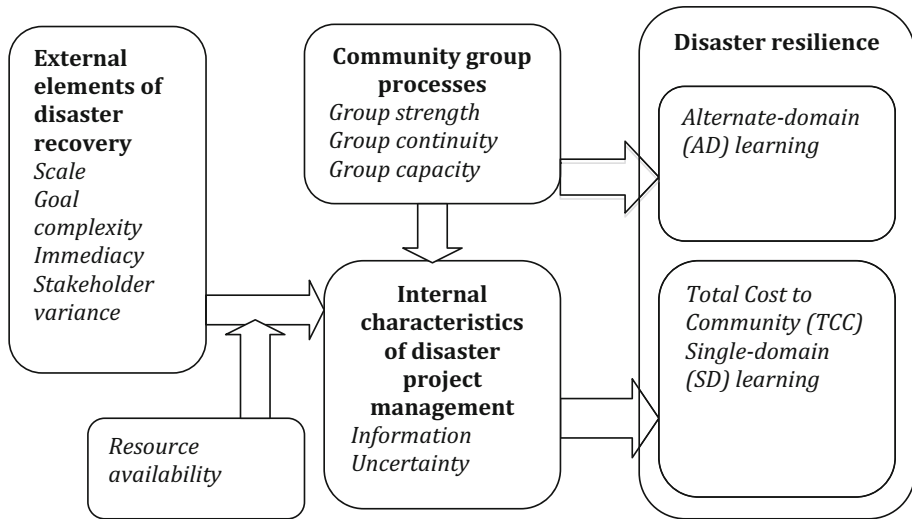 External
elements of
disaster
recovery
Scale
Goal
complexity
Immediacy
Stakeholder
variance
Resource
availability
Community group
processes
Group strength
Group continuity
Group capacity
Internal
characteristics
of disaster
project
management
Information
Uncertainty
Disaster resilience
Alternate-domain
(AD) learning
Total Cost to
Community (TCC)
Single-domain
(SD) learning